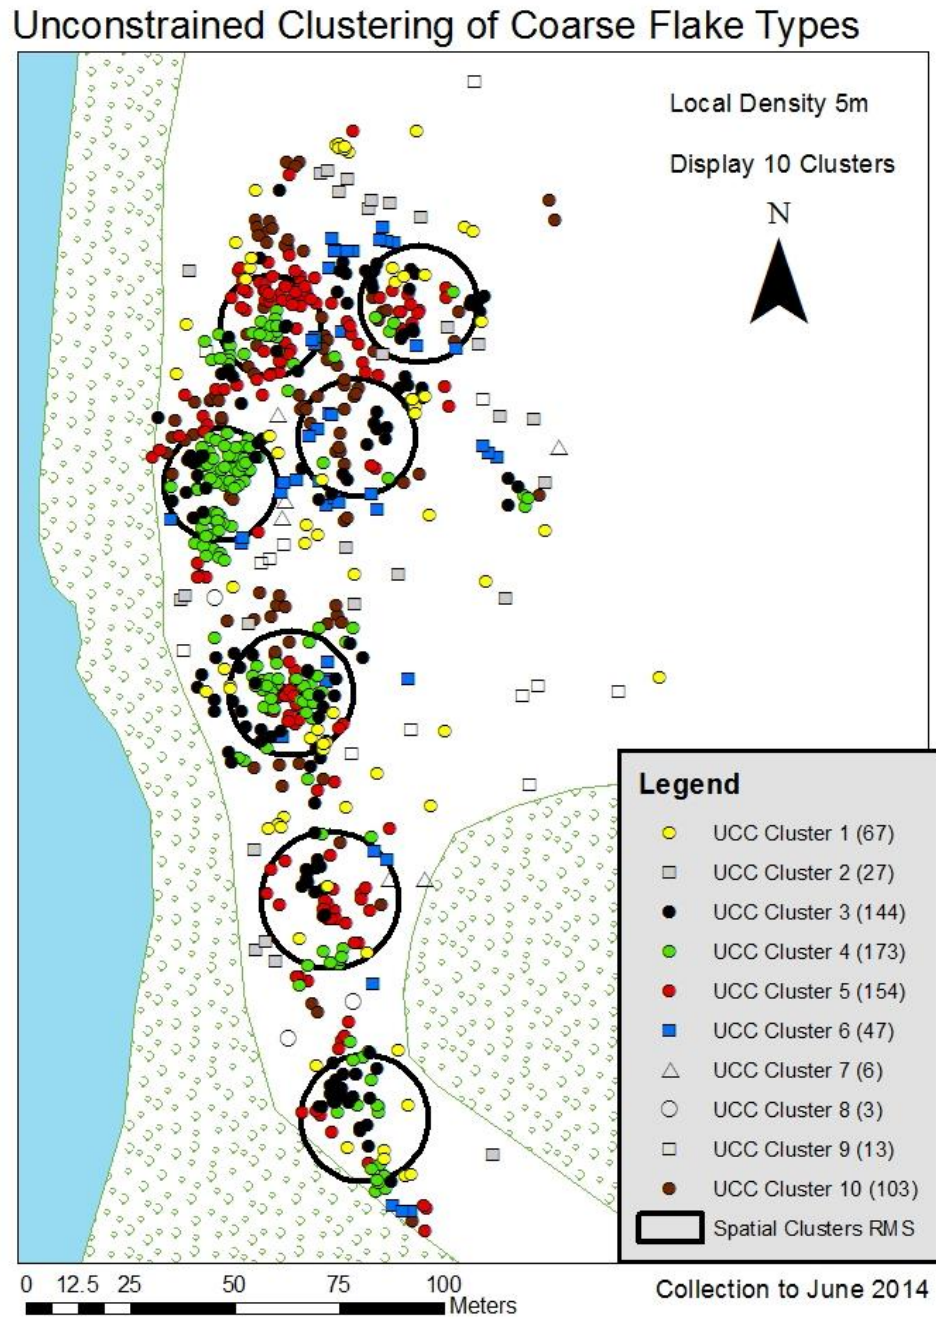 Unconstrained Clustering of Coarse Flake Types
Local Density 5m
Display 10 Clusters
N
Legend
UCC Cluster 1 (67)
UCC Cluster 2 (27)
UCC Cluster 3 (144)
UCC Cluster 4 (173)
UCC Cluster 5 (154)
UCC Cluster 6 (47)
UCC Cluster 7 (6)
UCC Cluster 8 (3)
UCC Cluster 9 (13)
UCC Cluster 10 (103)
Spatial Clusters RMS
0 12.5 25 50 75 100
Meters
Collection to June 2014